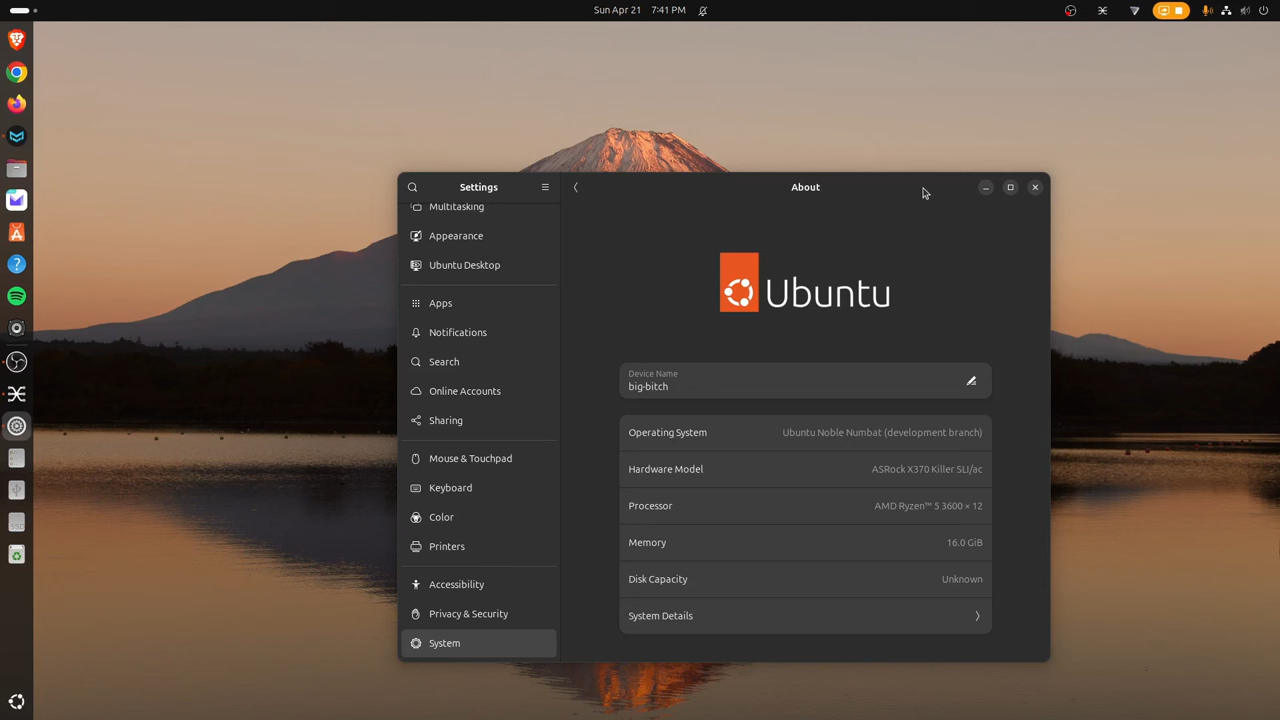 Sun Apr 21 7:41 PM
Settings
About
Multitasking
Appearance
Ubuntu Desktop
Apps
Notifications
Search
Online Accounts
Sharing
Mouse & Touchpad
Keyboard
Color
Printers
Accessibility
Privacy & Security
System
Ubuntu
Device Name
big-bitch
Operating System Ubuntu Noble Numbat (development branch)
Hardware Model ASRock X370 Killer SLI/ac
Processor AMD Ryzen™ 5 3600 × 12
Memory 16.0 GiB
Disk Capacity Unknown
System Details